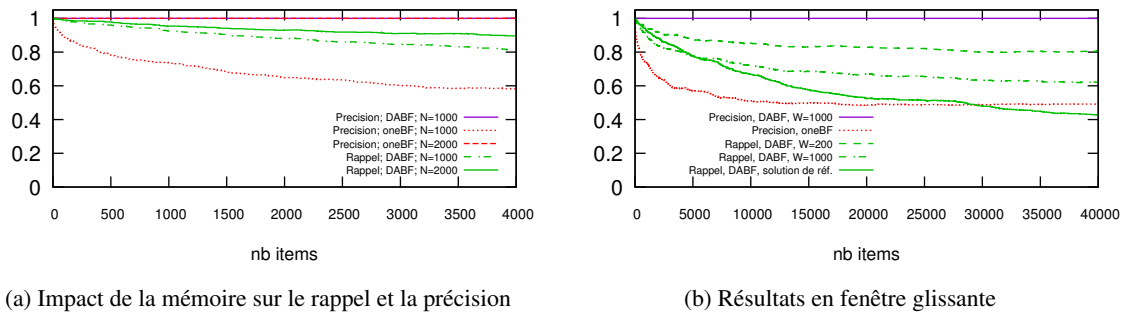 1
0.8
0.6
0.4
0.2
0
Precision; DABF; N=1000
Precision; oneBF; N=1000
Precision; oneBF; N=2000
Rappel; DABF; N=1000
Rappel; DABF; N=2000
0 500 1000 1500 2000 2500 3000 3500 4000
nb items
(a) Impact de la mémoire sur le rappel et la précision
1
0.8
0.6
0.4
0.2
0
Precision, DABF, W=1000
Precision, oneBF
Rappel, DABF, W=200
Rappel, DABF, W=1000
Rappel, DABF, solution de réf.
0 5000 10000 15000 20000 25000 30000 35000 40000
nb items
(b) Résultats en fenêtre glissante